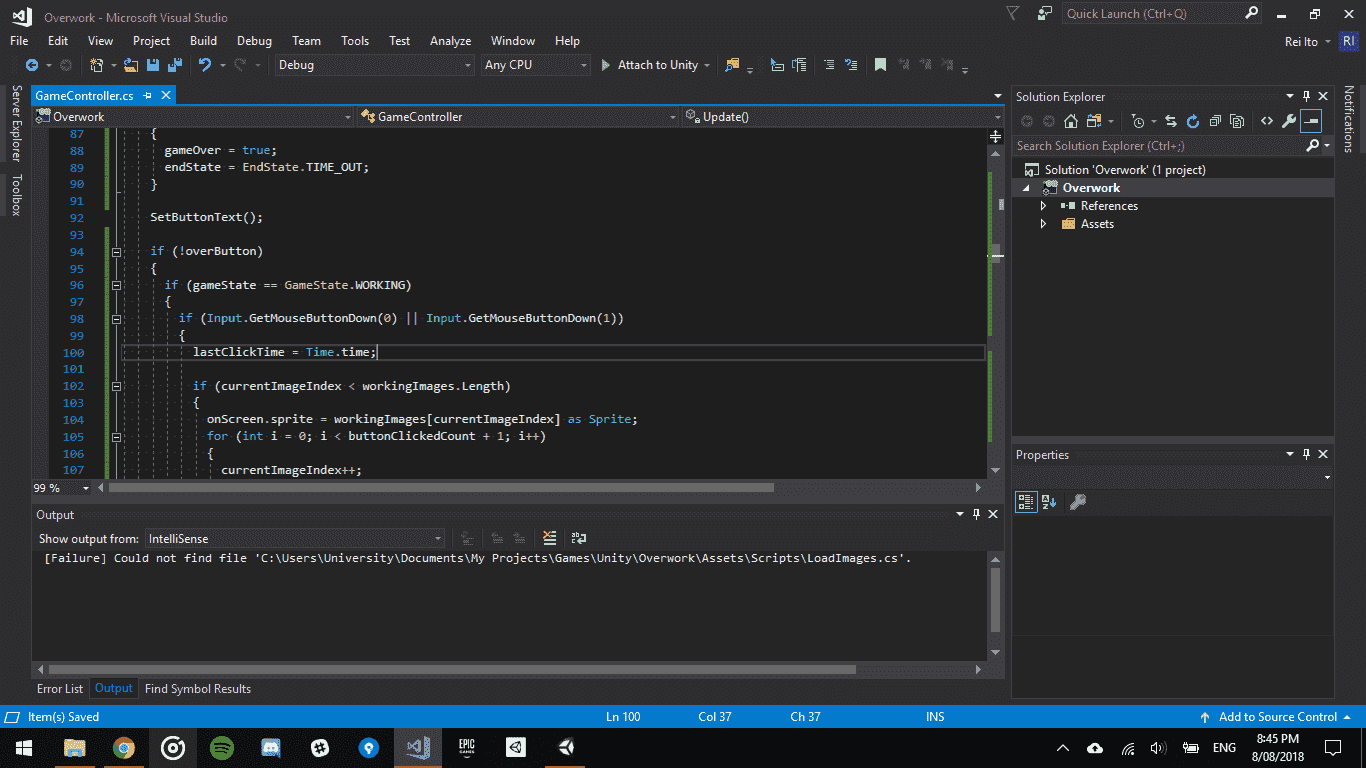 Overwork - Microsoft Visual Studio
Quick Launch (Ctrl+Q)
File Edit View Project Build Debug Team Tools Test Analyze Window Help
Rei Ito RI
Debug Any CPU Attach to Unity
Server Explorer
Toolbox
GameController.cs
Overwork GameController Update()
87 {
88 gameOver = true;
89 endState = EndState.TIME_OUT;
90 }
91
92 SetButtonText();
93
94 if (!overButton)
95 {
96 if (gameState == GameState.WORKING)
97 {
98 if (Input.GetMouseButtonDown(0) || Input.GetMouseButtonDown(1))
99 {
100 lastClickTime = Time.time;
101
102 if (currentImageIndex < workingImages.Length)
103 {
104 onScreen.sprite = workingImages[currentImageIndex] as Sprite;
105 for (int i = 0; i < buttonClickedCount + 1; i++)
106 {
107 currentImageIndex++;
99 %
Output
Show output from: IntelliSense
[Failure] Could not find file 'C:\Users\University\Documents\My Projects\Games\Unity\Overwork\Assets\Scripts\LoadImages.cs'.
Error List Output Find Symbol Results
Solution Explorer
Search Solution Explorer (Ctrl+;)
Solution 'Overwork' (1 project)
Overwork
References
Assets
Properties
Notifications
Item(s) Saved Ln 100 Col 37 Ch 37 INS Add to Source Control
EPIC GAMES
ENG
8:45 PM
8/08/2018